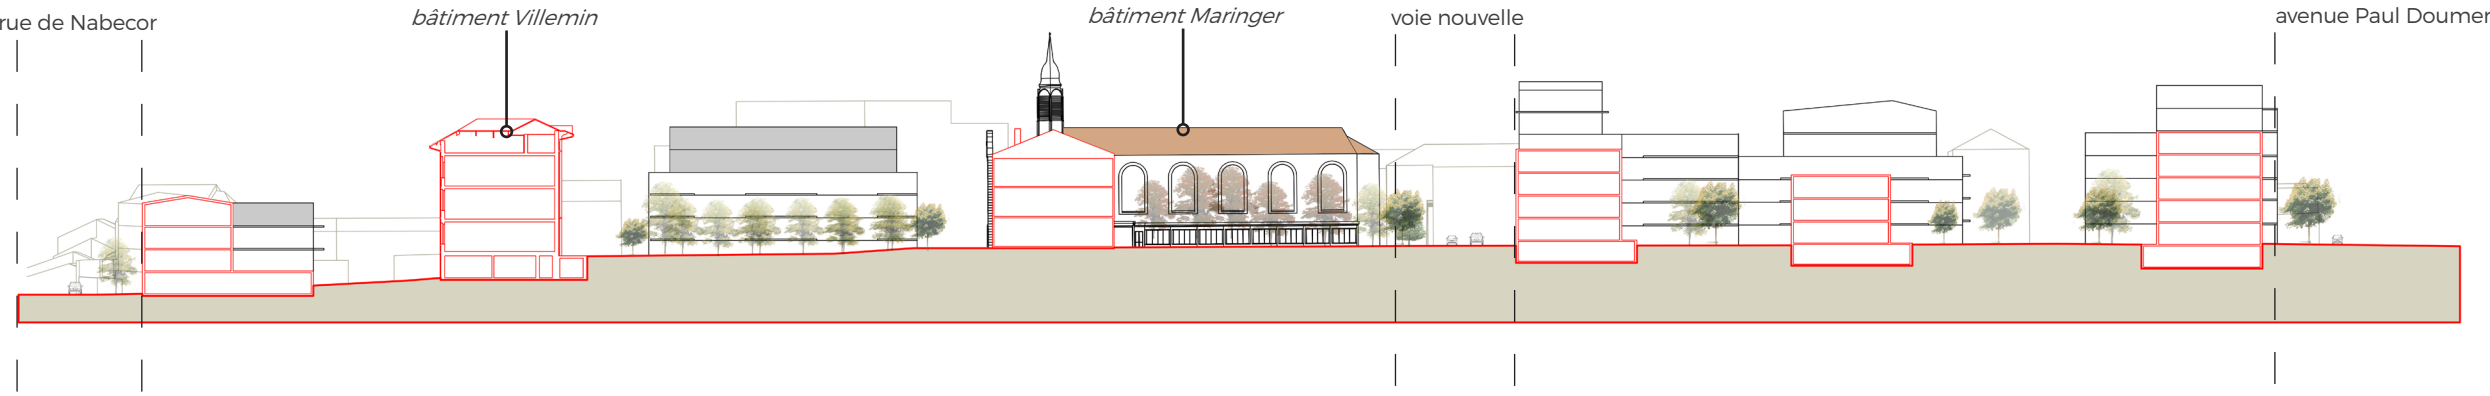 rue de Nabecor
bâtiment Villemin
bâtiment Maringer
voie nouvelle
avenue Paul Doumer